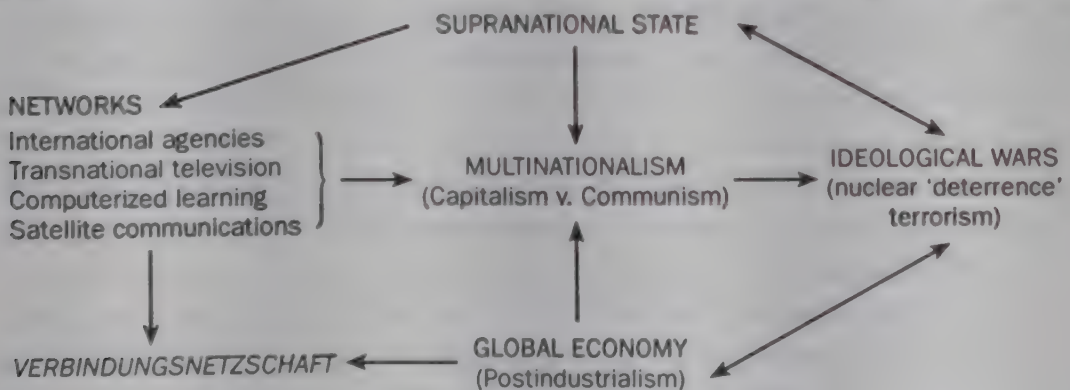 SUPRANATIONAL STATE
NETWORKS
International agencies
Transnational television
Computerized learning
Satellite communications
MULTINATIONALISM
(Capitalism v. Communism)
IDEOLOGICAL WARS
(nuclear 'deterrence'
terrorism)
VERBINDUNGSNETZSCHAFT
GLOBAL ECONOMY
(Postindustrialism)